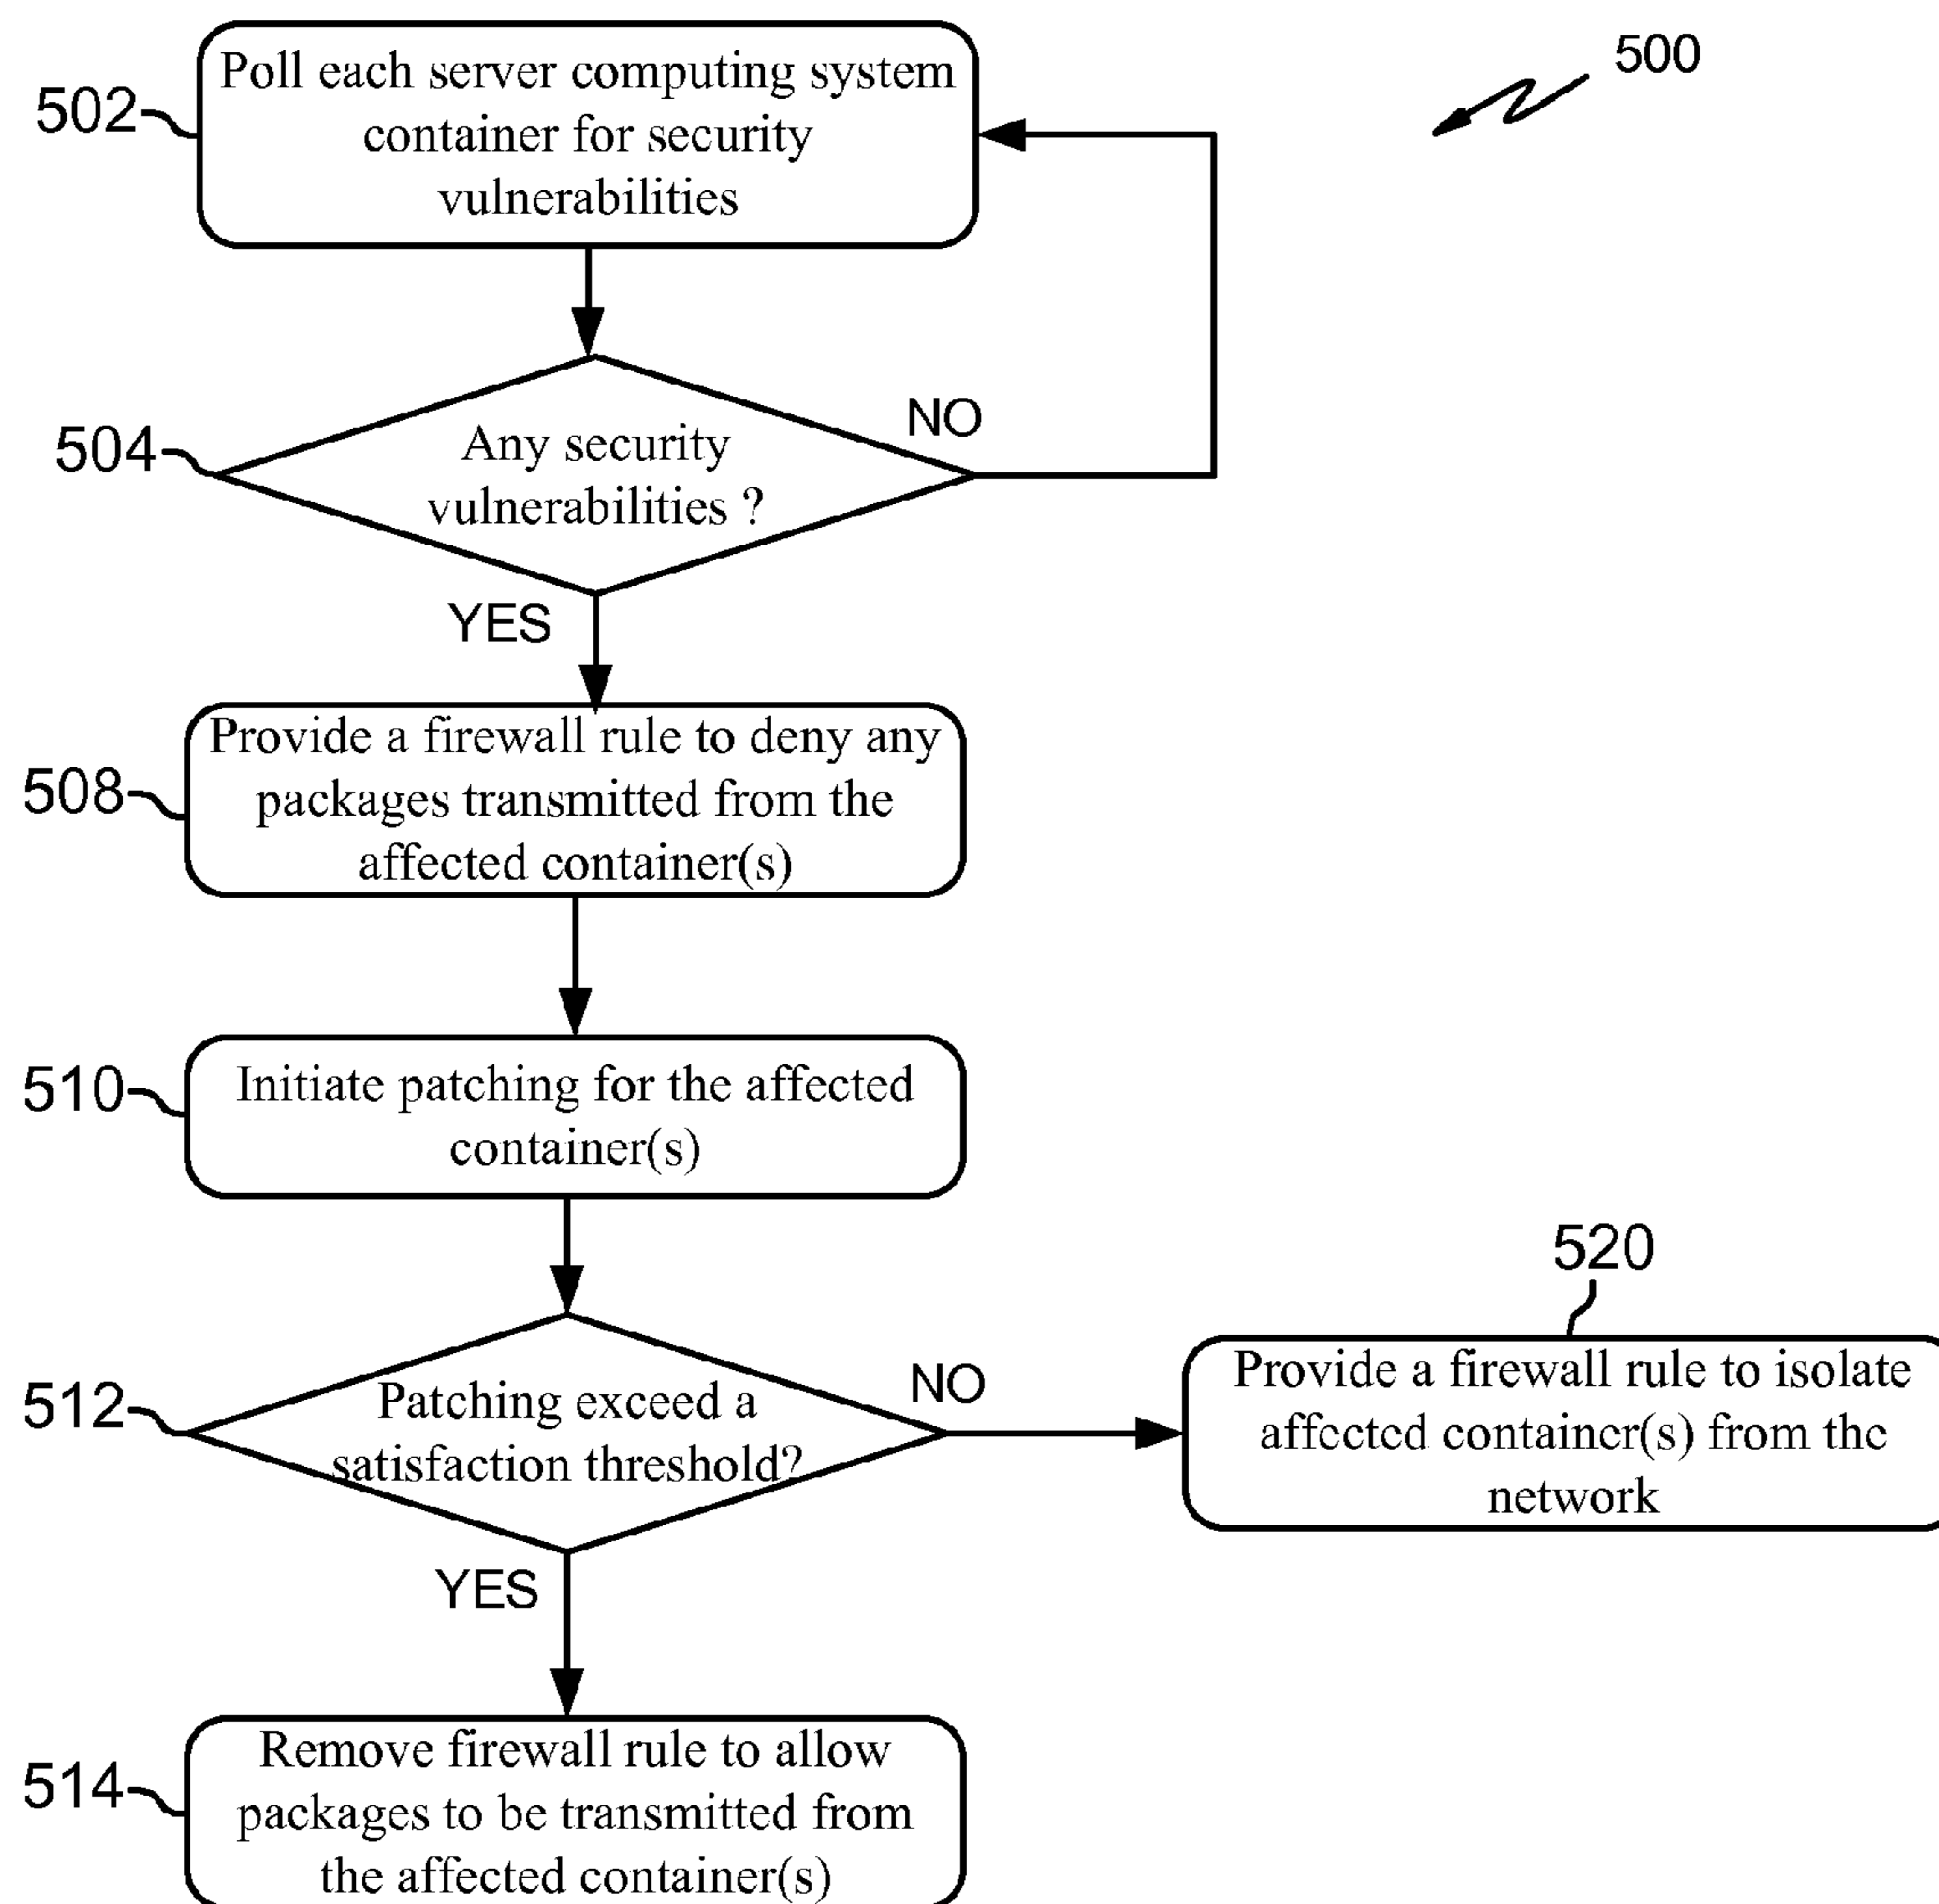 500
502
Poll each server computing system
container for security
vulnerabilities
504
Any security
vulnerabilities ?
NO
YES
508
Provide a firewall rule to deny any
packages transmitted from the
affected container(s)
510
Initiate patching for the affected
container(s)
512
Patching exceed a
satisfaction threshold?
NO
520
Provide a firewall rule to isolate
affected container(s) from the
network
YES
514
Remove firewall rule to allow
packages to be transmitted from
the affected container(s)